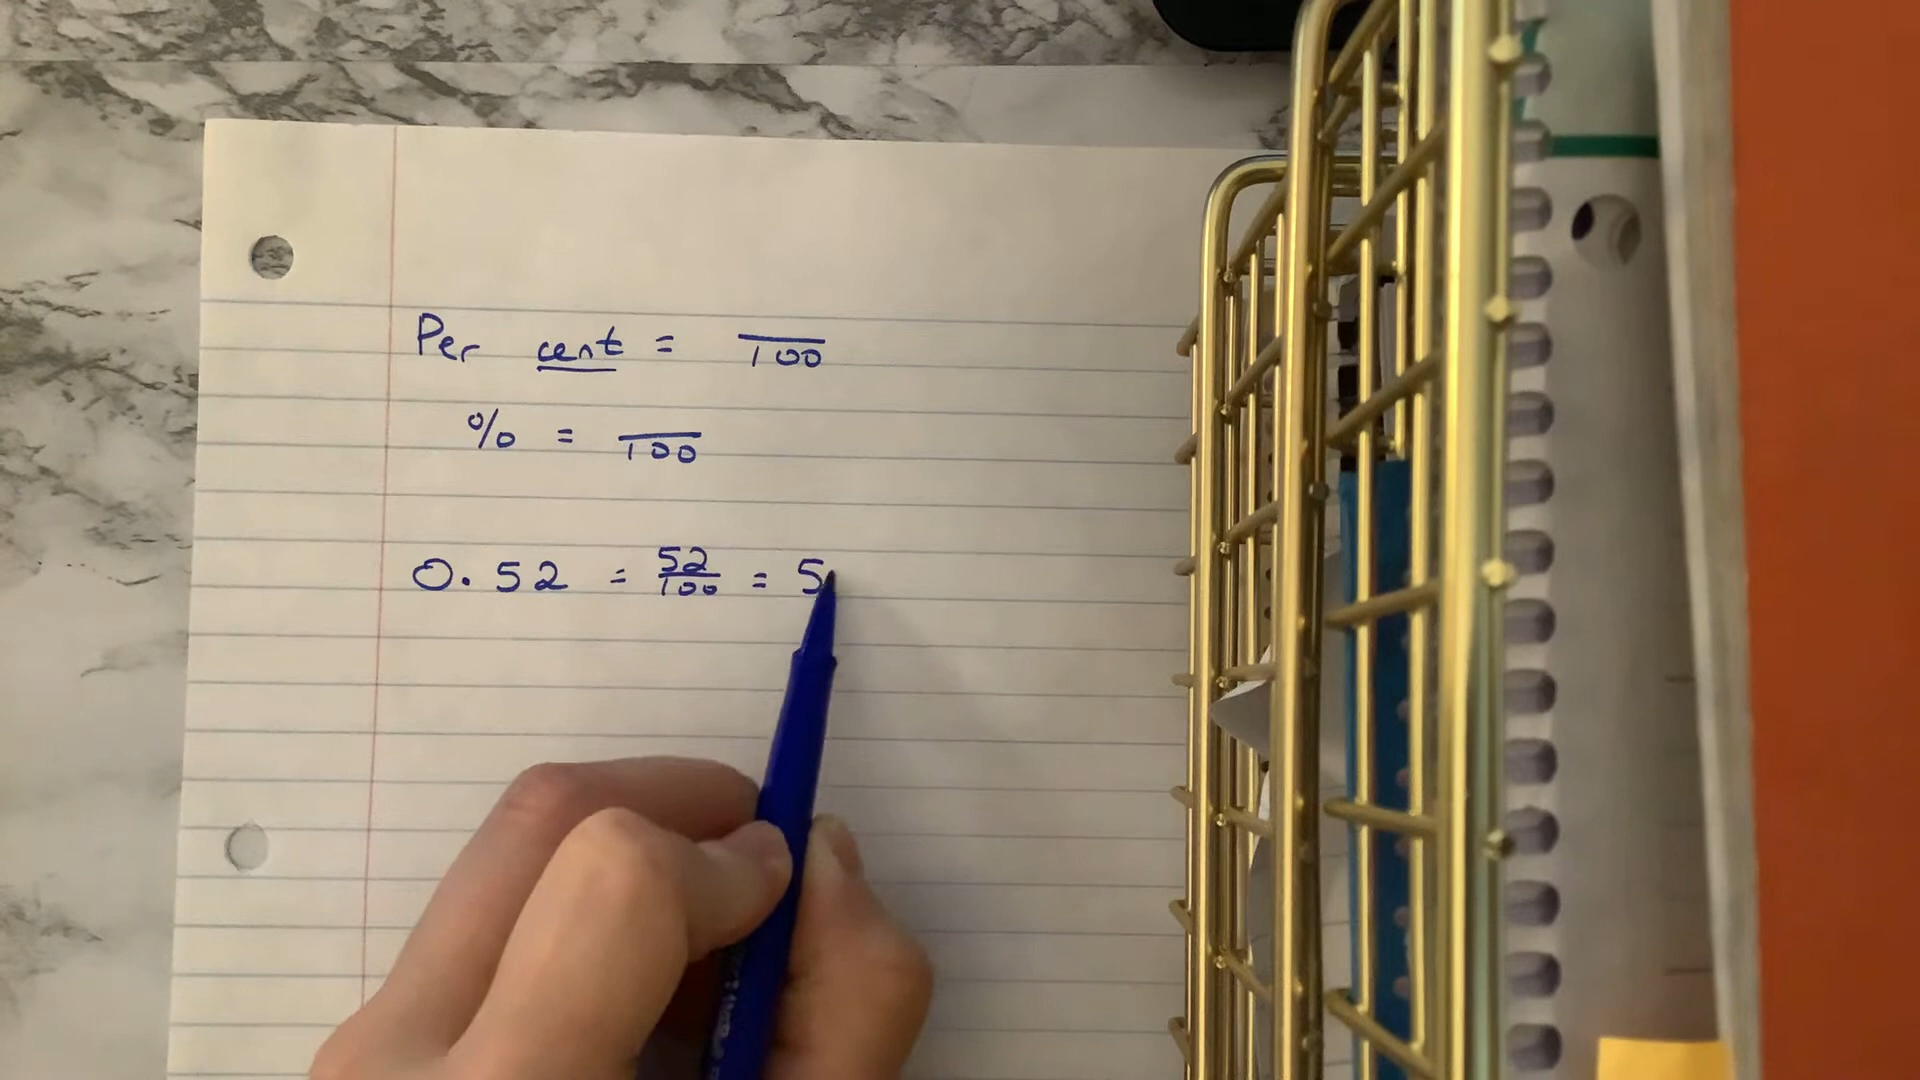 Per cent = /100
% = /100
0.52 = 52/100 = 5